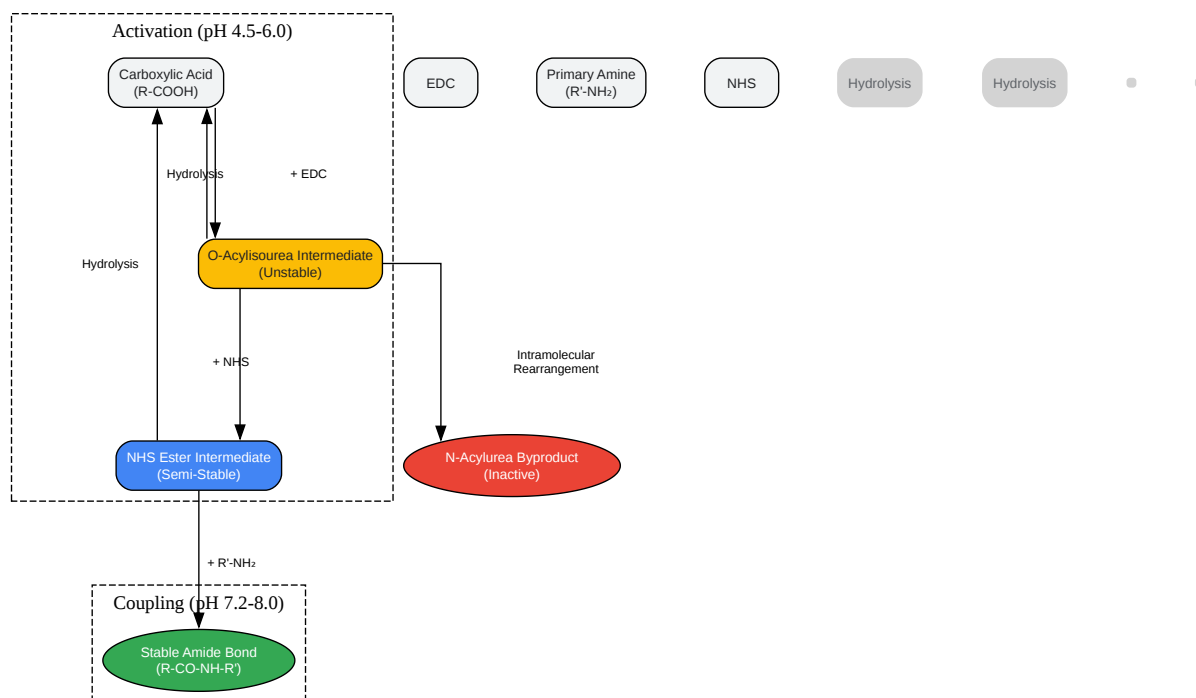 Activation (pH 4.5-6.0)
Carboxylic Acid
(R-COOH)
EDC
Primary Amine
(R'-NH₂)
NHS
Hydrolysis
Hydrolysis
Hydrolysis
+ EDC
O-Acylisourea Intermediate
(Unstable)
Hydrolysis
+ NHS
Intramolecular
Rearrangement
NHS Ester Intermediate
(Semi-Stable)
N-Acylurea Byproduct
(Inactive)
+ R'-NH₂
Coupling (pH 7.2-8.0)
Stable Amide Bond
(R-CO-NH-R')